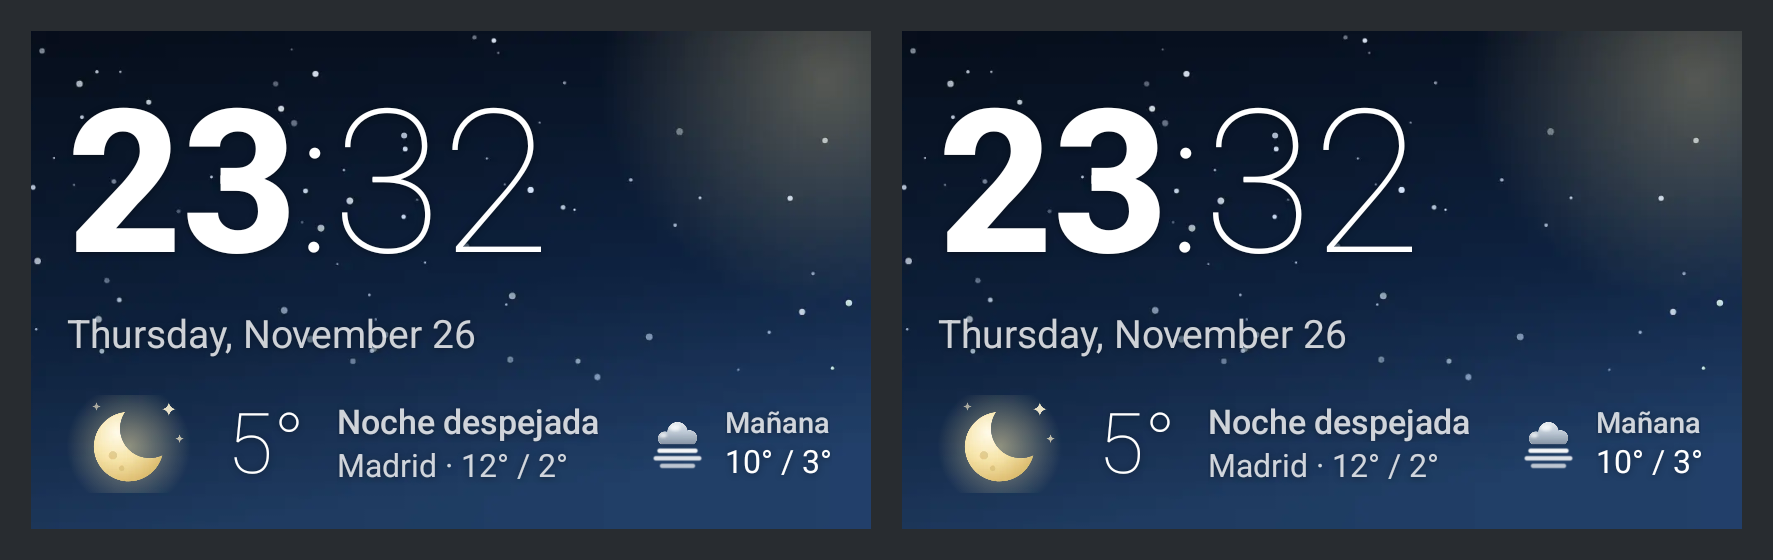 23:32
Thursday, November 26
5°
Noche despejada
Madrid · 12° / 2°
Mañana
10° / 3°
23:32
Thursday, November 26
5°
Noche despejada
Madrid · 12° / 2°
Mañana
10° / 3°